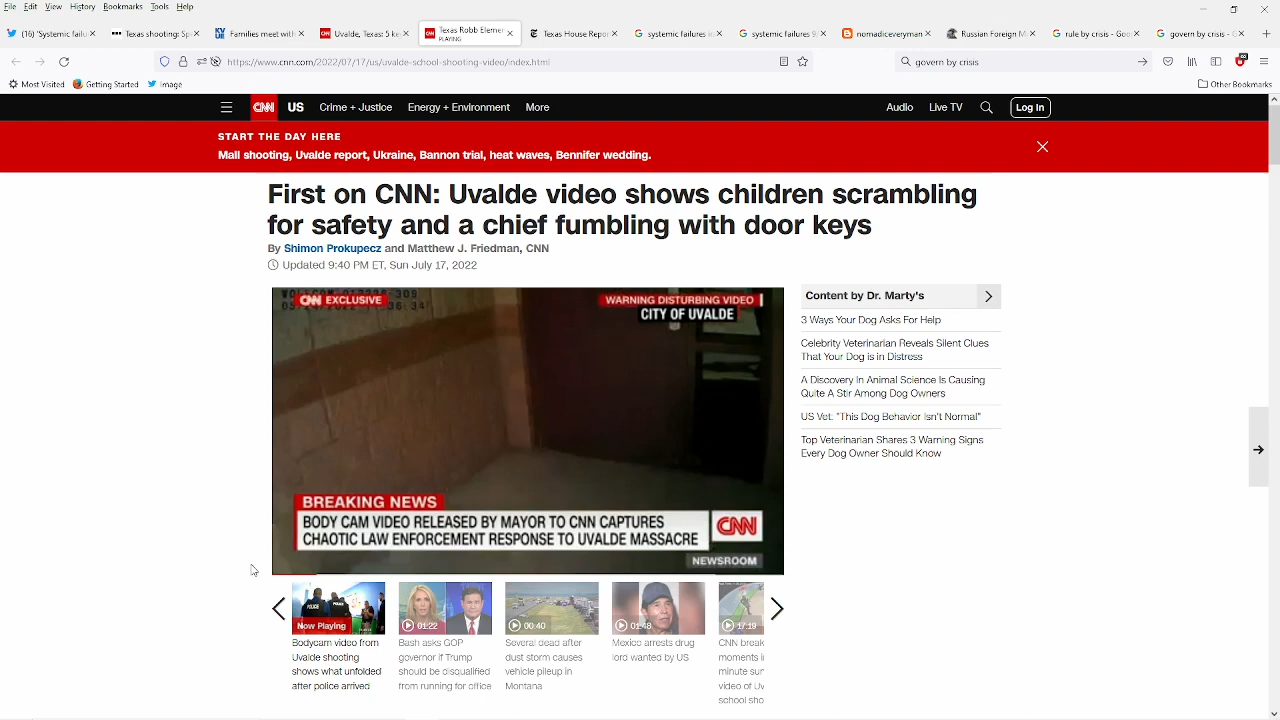 File Edit View History Bookmarks Tools Help
(16) 'Systemic failu
Texas shooting: Sp
Families meet with
Uvalde, Texas: 5 ke
Texas Robb Eleme
PLAYING
Texas House Repor
systemic failures in
systemic failures 9
nomadiceveryman
Russian Foreign M
rule by crisis - Goo
govern by crisis - G
https://www.cnn.com/2022/07/17/us/uvalde-school-shooting-video/index.html
govern by crisis
Most Visited Getting Started image
Other Bookmarks
CNN US Crime + Justice Energy + Environment More
Audio Live TV Log In
START THE DAY HERE
Mall shooting, Uvalde report, Ukraine, Bannon trial, heat waves, Bennifer wedding.
First on CNN: Uvalde video shows children scrambling
for safety and a chief fumbling with door keys
By Shimon Prokupecz and Matthew J. Friedman, CNN
Updated 9:40 PM ET, Sun July 17, 2022
CNN EXCLUSIVE
WARNING DISTURBING VIDEO
CITY OF UVALDE
BREAKING NEWS
BODY CAM VIDEO RELEASED BY MAYOR TO CNN CAPTURES
CHAOTIC LAW ENFORCEMENT RESPONSE TO UVALDE MASSACRE
CNN
NEWSROOM
Content by Dr. Marty's
3 Ways Your Dog Asks For Help
Celebrity Veterinarian Reveals Silent Clues
That Your Dog is in Distress
A Discovery In Animal Science Is Causing
Quite A Stir Among Dog Owners
US Vet: "This Dog Behavior Isn't Normal"
Top Veterinarian Shares 3 Warning Signs
Every Dog Owner Should Know
POLICE POLICE
Now Playing
Bodycam video from
Uvalde shooting
shows what unfolded
after police arrived
01:22
Bash asks GOP
governor if Trump
should be disqualified
from running for office
00:40
Several dead after
dust storm causes
vehicle pileup in
Montana
01:48
Mexico arrests drug
lord wanted by US
17:19
CNN break
moments i
minute sur
video of Uv
school sho